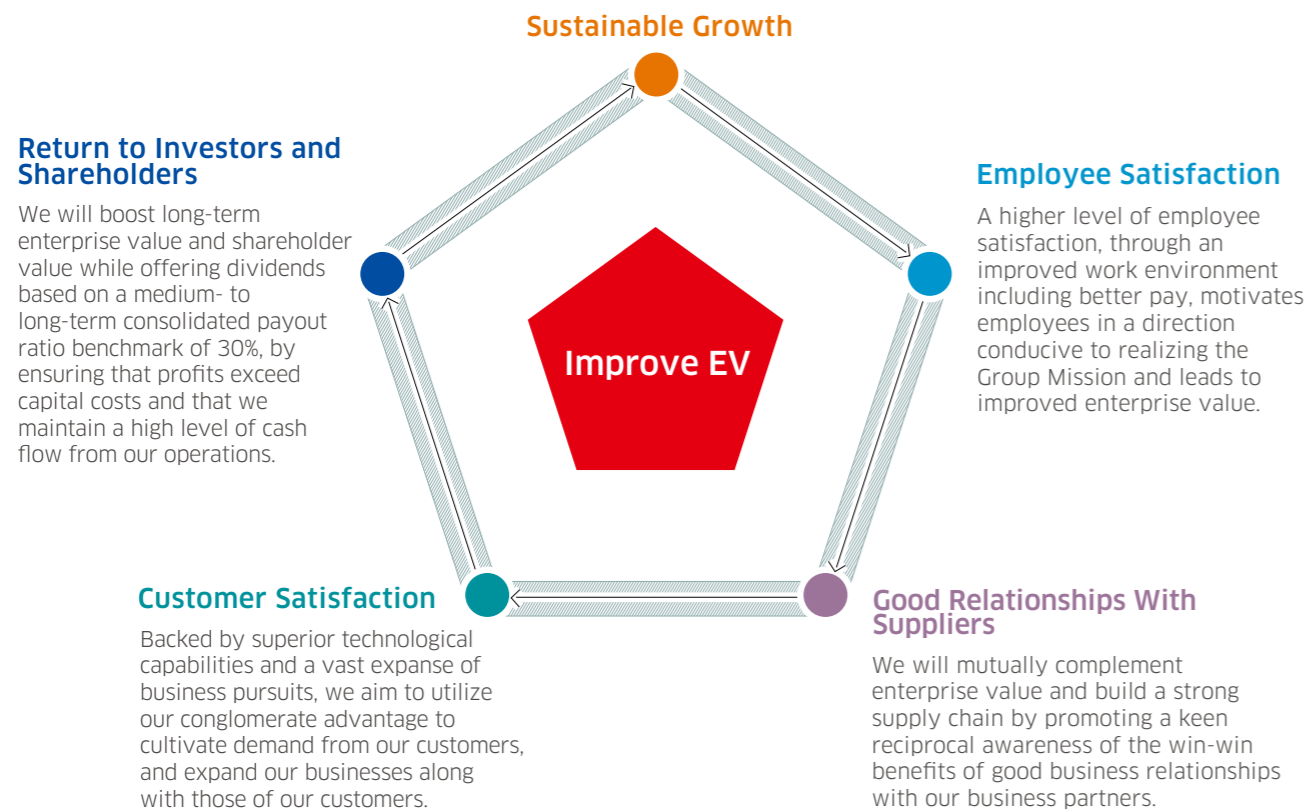 Sustainable Growth
Return to Investors and
Shareholders
We will boost long-term
enterprise value and shareholder
value while offering dividends
based on a medium- to
long-term consolidated payout
ratio benchmark of 30%, by
ensuring that profits exceed
capital costs and that we
maintain a high level of cash
flow from our operations.
Employee Satisfaction
A higher level of employee
satisfaction, through an
improved work environment
including better pay, motivates
employees in a direction
conducive to realizing the
Group Mission and leads to
improved enterprise value.
Improve EV
Customer Satisfaction
Backed by superior technological
capabilities and a vast expanse of
business pursuits, we aim to utilize
our conglomerate advantage to
cultivate demand from our customers,
and expand our businesses along
with those of our customers.
Good Relationships With
Suppliers
We will mutually complement
enterprise value and build a strong
supply chain by promoting a keen
reciprocal awareness of the win-win
benefits of good business relationships
with our business partners.